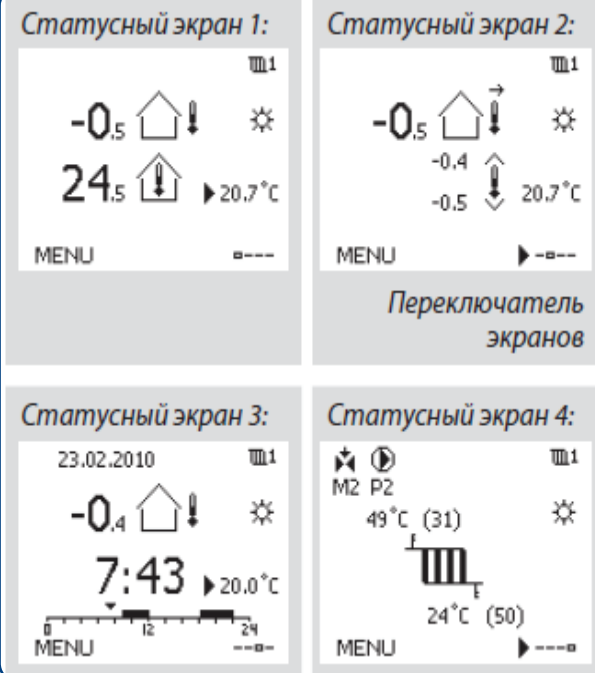 Статусный экран 1:
1
-0.5
24.5
20.7°C
MENU
Статусный экран 2:
1
-0.5
-0.4
-0.5
20.7°C
MENU
Переключатель
экранов
Статусный экран 3:
23.02.2010
1
-0.4
7:43
20.0°C
0 12 24
MENU
Статусный экран 4:
1
M2 P2
49°C (31)
24°C (50)
MENU